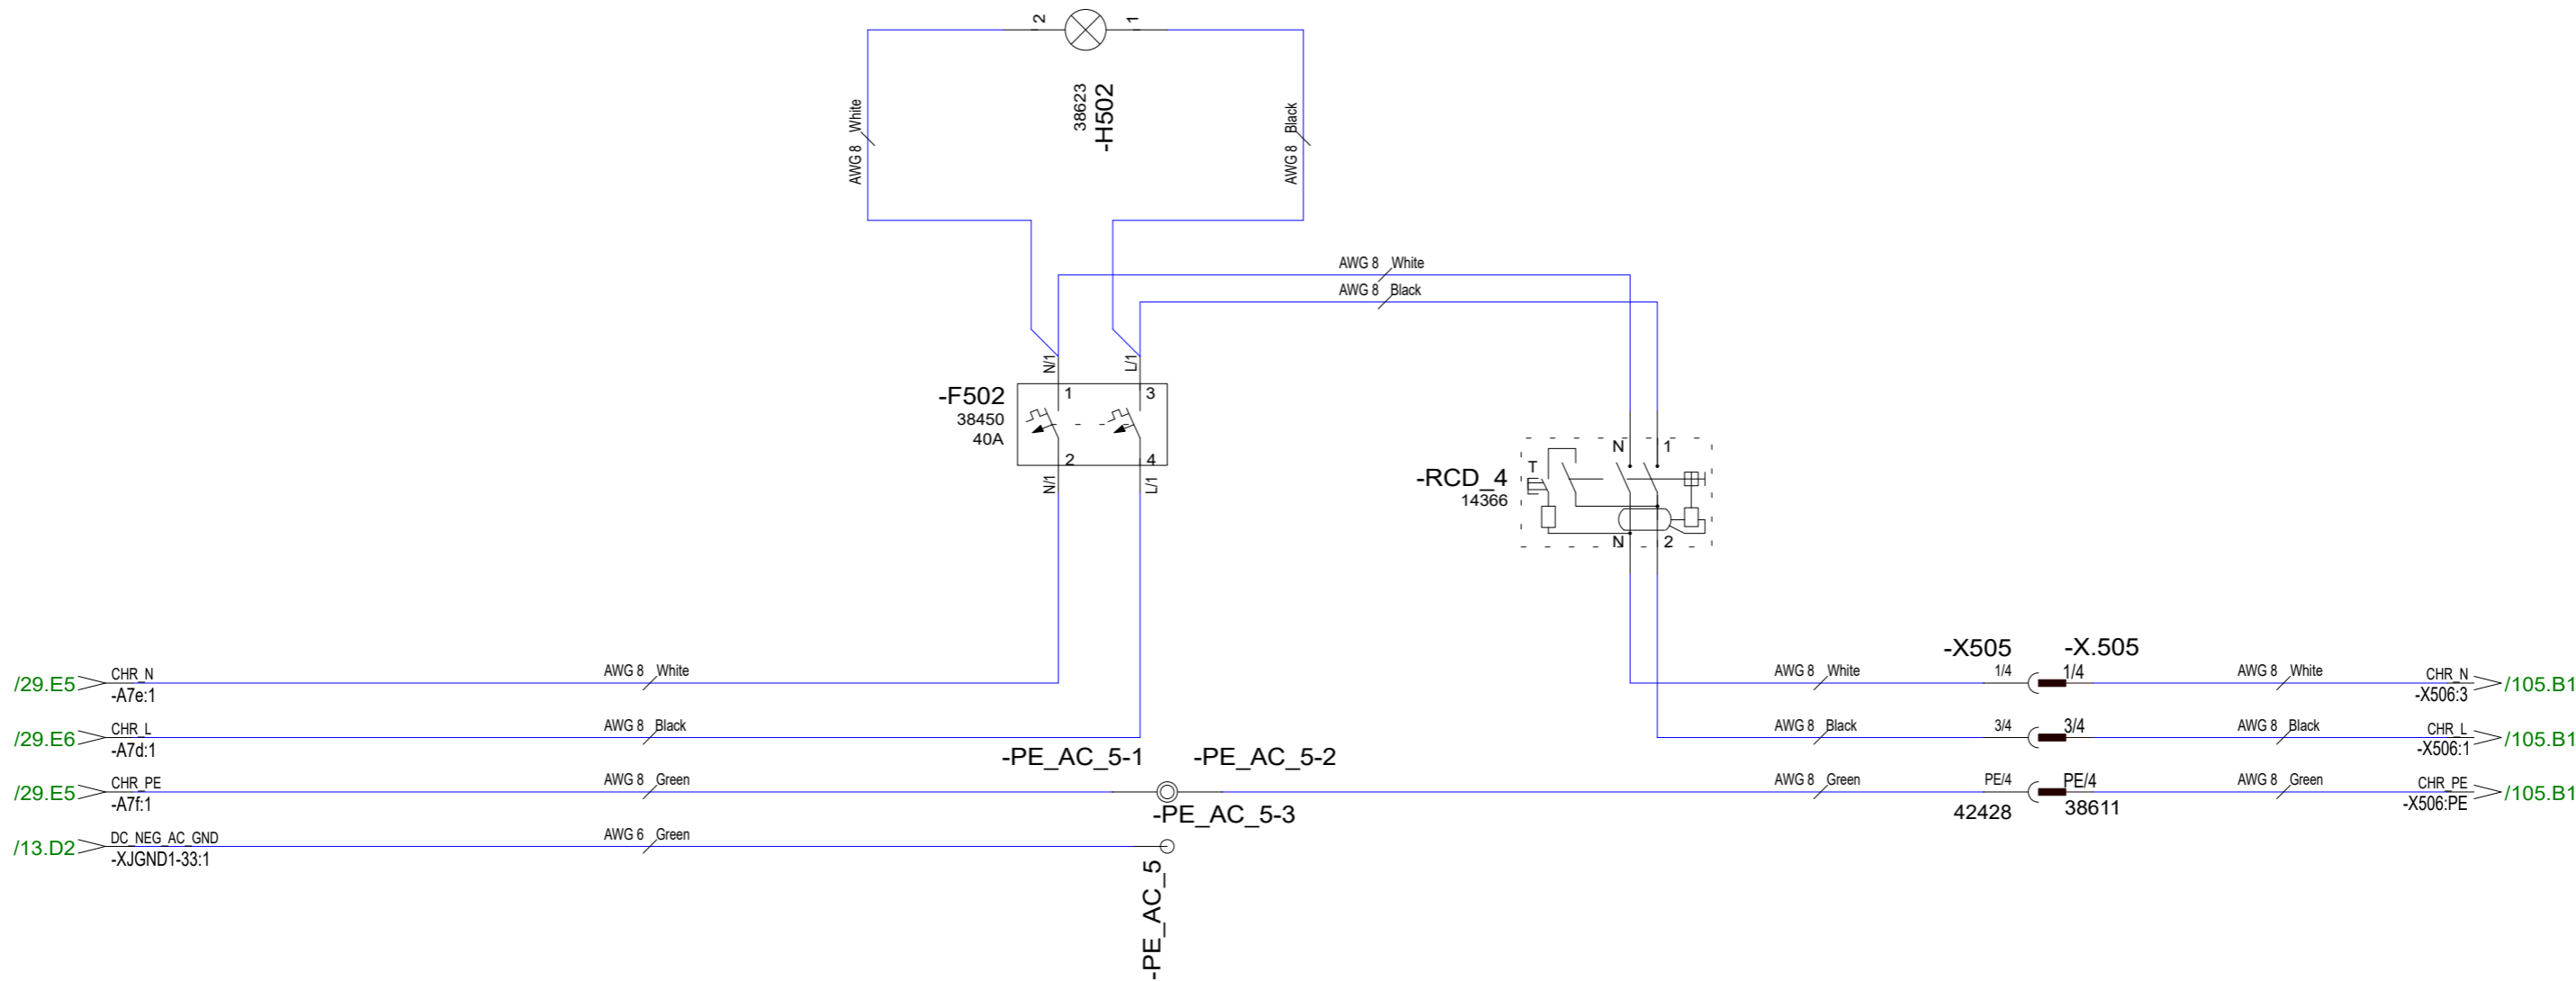 2
1
38623
-H502
AWG 8 White
AWG 8 Black
AWG 8 White
AWG 8 Black
N/1
L/1
-F502
38450
40A
1
3
2
4
N/1
L/1
-RCD_4
14366
T
N
1
N
2
-X505
-X.505
/29.E5
CHR_N
-A7e:1
AWG 8 White
AWG 8 White
1/4
1/4
AWG 8 White
CHR_N
-X506:3
/105.B1
/29.E6
CHR_L
-A7d:1
AWG 8 Black
AWG 8 Black
3/4
3/4
AWG 8 Black
CHR_L
-X506:1
/105.B1
-PE_AC_5-1
-PE_AC_5-2
/29.E5
CHR_PE
-A7f:1
AWG 8 Green
-PE_AC_5-3
AWG 8 Green
PE/4
PE/4
42428
38611
AWG 8 Green
CHR_PE
-X506:PE
/105.B1
/13.D2
DC_NEG_AC_GND
-XJGND1-33:1
AWG 6 Green
-PE_AC_5